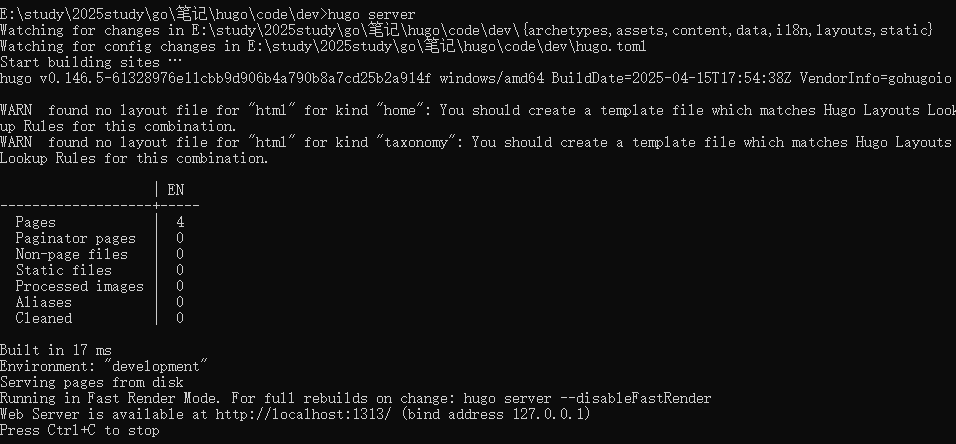 E:\study\2025study\go\笔记\hugo\code\dev>hugo server
Watching for changes in E:\study\2025study\go\笔记\hugo\code\dev\{archetypes,assets,content,data,i18n,layouts,static}
Watching for config changes in E:\study\2025study\go\笔记\hugo\code\dev\hugo.toml
Start building sites …
hugo v0.146.5-61328976e11cbb9d906b4a790b8a7cd25b2a914f windows/amd64 BuildDate=2025-04-15T17:54:38Z VendorInfo=gohugoio
WARN  found no layout file for "html" for kind "home": You should create a template file which matches Hugo Layouts Look
up Rules for this combination.
WARN  found no layout file for "html" for kind "taxonomy": You should create a template file which matches Hugo Layouts
Lookup Rules for this combination.
                   | EN
-------------------+-----
  Pages            |  4
  Paginator pages  |  0
  Non-page files   |  0
  Static files     |  0
  Processed images |  0
  Aliases          |  0
  Cleaned          |  0
Built in 17 ms
Environment: "development"
Serving pages from disk
Running in Fast Render Mode. For full rebuilds on change: hugo server --disableFastRender
Web Server is available at http://localhost:1313/ (bind address 127.0.0.1)
Press Ctrl+C to stop